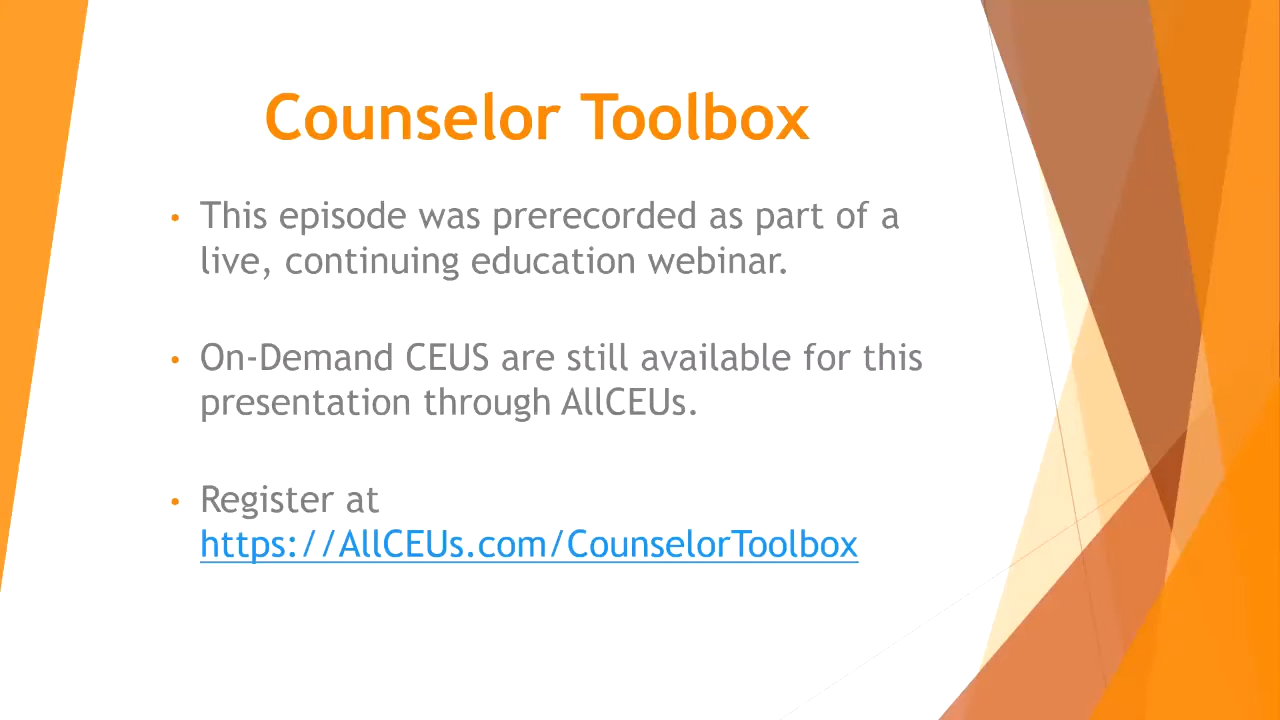 Counselor Toolbox
• This episode was prerecorded as part of a
live, continuing education webinar.
• On-Demand CEUS are still available for this
presentation through AllCEUs.
• Register at
https://AllCEUs.com/CounselorToolbox